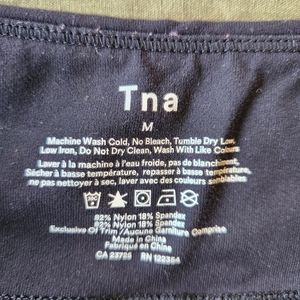 Tna
M
Machine Wash Cold, No Bleach, Tumble Dry Low,
Low Iron, Do Not Dry Clean, Wash With Like Colours
Laver à la machine à l'eau froide, pas de blanchiment,
Sécher à basse température, repasser à basse température,
ne pas nettoyer à sec, laver avec des couleurs semblables
82% Nylon 18% Spandex
82% Nylon 18% Spandex
Exclusive Of Trim / Aucune Garniture Comprise
Made in China
Fabriqué en China
CA 23725 RN 122364